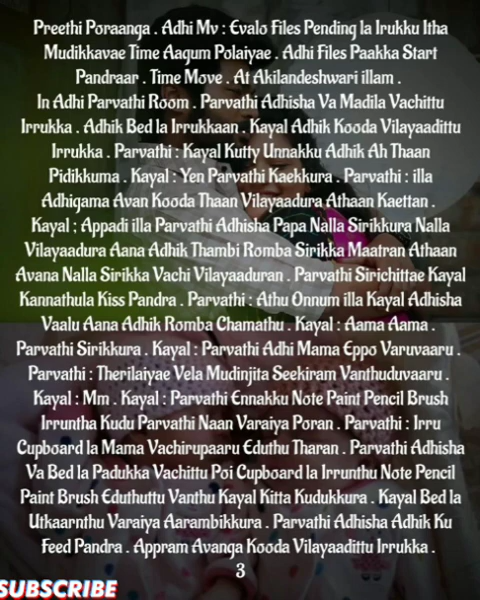 Preethi Poraanga . Adhi Mv : Evalo Files Pending la Irukku Itha
Mudikkavae Time Aagum Polaiyae . Adhi Files Paakka Start
Pandraar . Time Move . At Akilandeshwari illam .
In Adhi Parvathi Room . Parvathi Adhisha Va Madila Vachittu
Irrukka . Adhik Bed la Irrukkaan . Kayal Adhik Kooda Vilayaadittu
Irrukka . Parvathi : Kayal Kutty Unnakku Adhik Ah Thaan
Pidikkuma . Kayal : Yen Parvathi Kaekkura . Parvathi : illa
Adhigama Avan Kooda Thaan Vilayaadura Athaan Kaettan .
Kayal ; Appadi illa Parvathi Adhisha Papa Nalla Sirikkura Nalla
Vilayaadura Aana Adhik Thambi Romba Sirikka Maatran Athaan
Avana Nalla Sirikka Vachi Vilayaaduran . Parvathi Sirichittae Kayal
Kannathula Kiss Pandra . Parvathi : Athu Onnum illa Kayal Adhisha
Vaalu Aana Adhik Romba Chamathu . Kayal : Aama Aama .
Parvathi Sirikkura . Kayal : Parvathi Adhi Mama Eppo Varuvaaru .
Parvathi : Therilaiyae Vela Mudinjita Seekiram Vanthuduvaaru .
Kayal : Mm . Kayal : Parvathi Ennakku Note Paint Pencil Brush
Irruntha Kudu Parvathi Naan Varaiya Poran . Parvathi : Irru
Cupboard la Mama Vachirupaaru Eduthu Tharan . Parvathi Adhisha
Va Bed la Padukka Vachittu Poi Cupboard la Irrunthu Note Pencil
Paint Brush Eduthuttu Vanthu Kayal Kitta Kudukkura . Kayal Bed la
Utkaarnthu Varaiya Aarambikkura . Parvathi Adhisha Adhik Ku
Feed Pandra . Appram Avanga Kooda Vilayaadittu Irrukka .
3
SUBSCRIBE